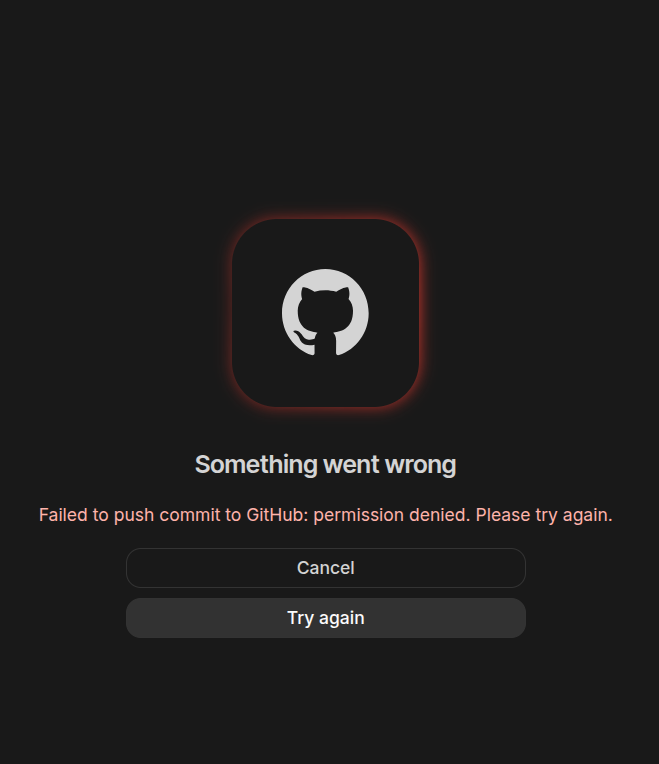 Something went wrong
Failed to push commit to GitHub: permission denied. Please try again.
Cancel
Try again